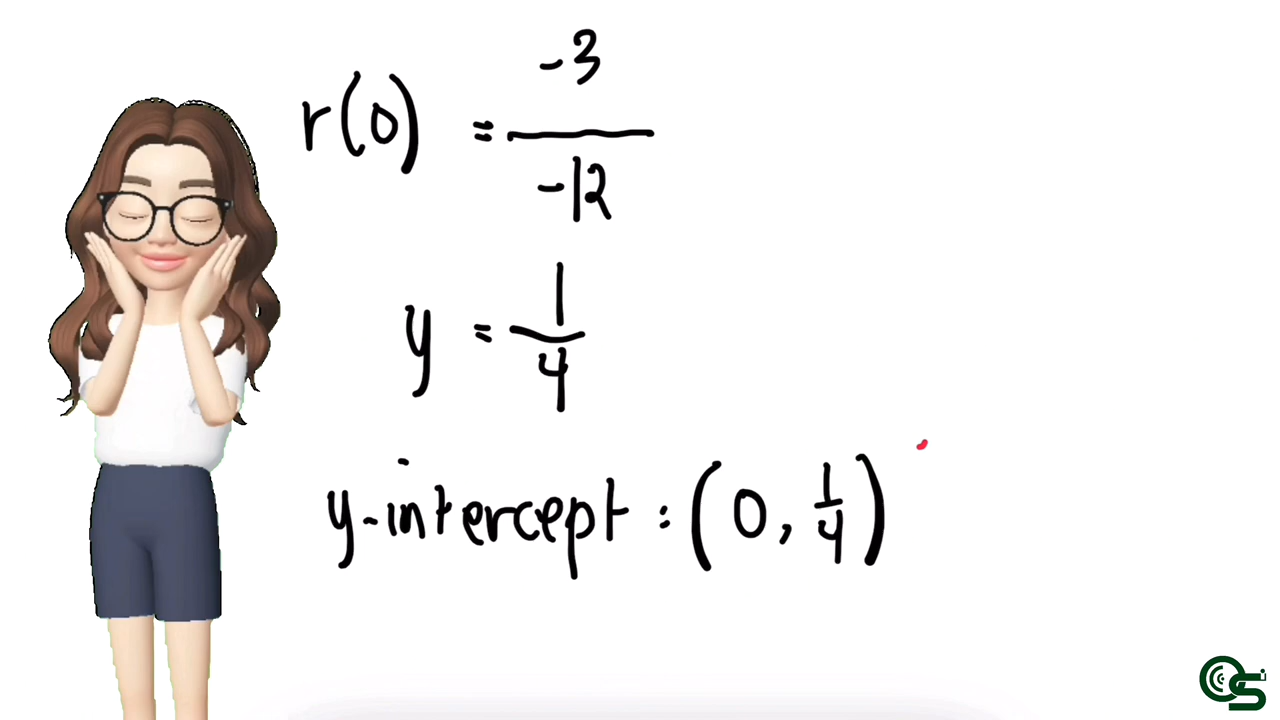 r(0) = -3/-12
y = 1/4
y-intercept : (0, 1/4)